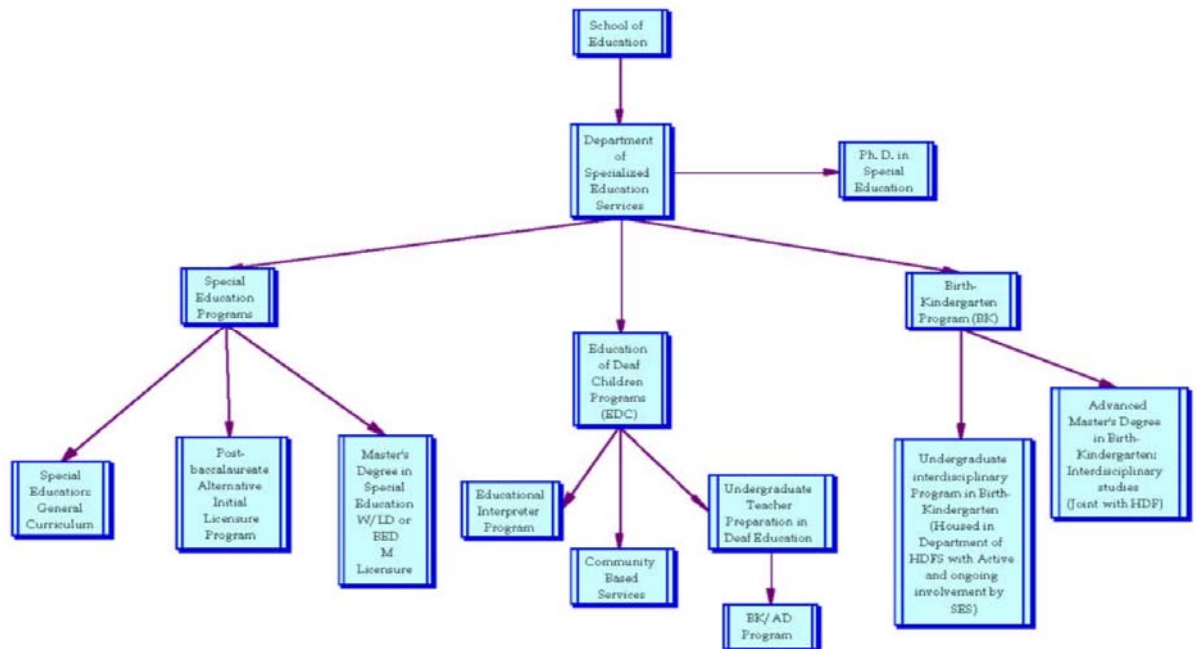 School of
Education
Department
of
Specialized
Education
Services
Ph. D. in
Special
Education
Special
Education
Programs
Education
of Deaf
Children
Programs
(EDC)
Birth-
Kindergarten
Program (BK)
Special
Education:
General
Curriculum
Post-
baccalaureate
Alternative
Initial
Licensure
Program
Master's
Degree in
Special
Education
W/LD or
BED
M
Licensure
Educational
Interpreter
Program
Community
Based
Services
Undergraduate
Teacher
Preparation in
Deaf Education
BK/AD
Program
Undergraduate
interdisciplinary
Program in Birth-
Kindergarten
(Housed in
Department of
HDFS with Active
and ongoing
involvement by
SES)
Advanced
Master's Degree
in Birth-
Kindergarten:
Interdisciplinary
studies
(Joint with HDF)